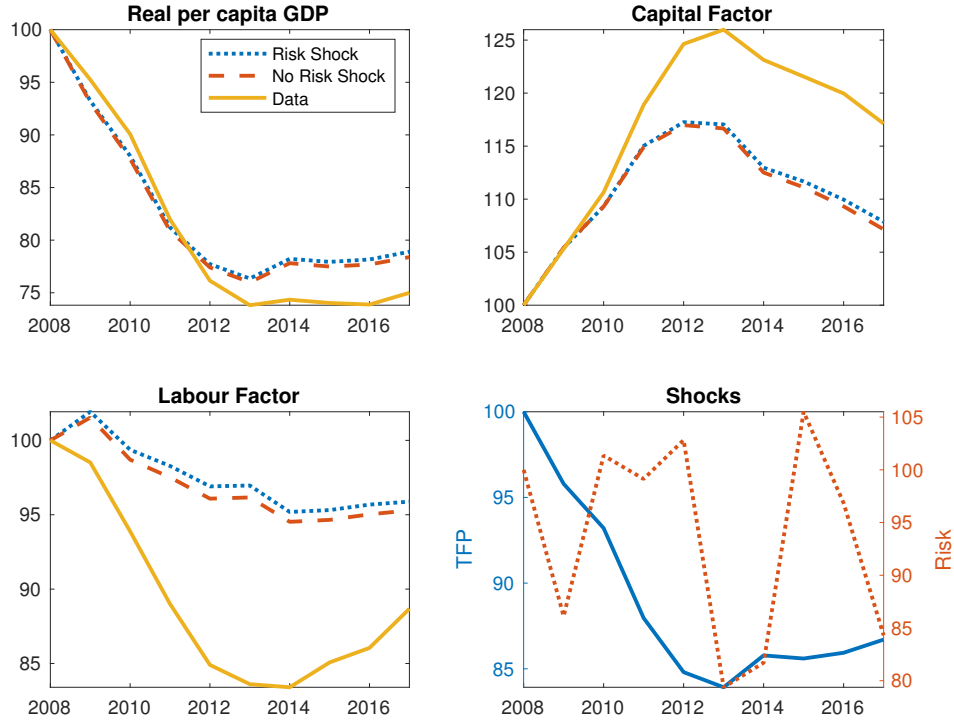 Real per capita GDP
100
95
90
85
80
75
2008 2010 2012 2014 2016
Risk Shock
No Risk Shock
Data
Capital Factor
125
120
115
110
105
100
2008 2010 2012 2014 2016
Labour Factor
100
95
90
85
2008 2010 2012 2014 2016
Shocks
TFP
100
95
90
85
2008 2010 2012 2014 2016
105
100
95
90
85
80
Risk